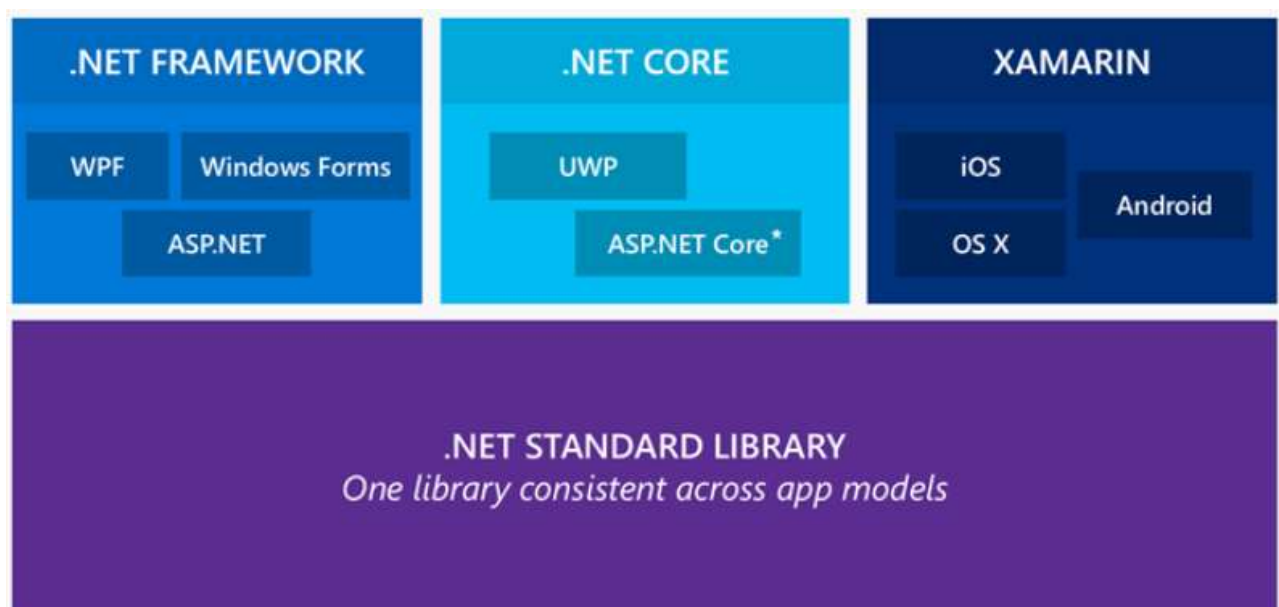 .NET FRAMEWORK
WPF
Windows Forms
ASP.NET
.NET CORE
UWP
ASP.NET Core*
XAMARIN
iOS
Android
OS X
.NET STANDARD LIBRARY
One library consistent across app models